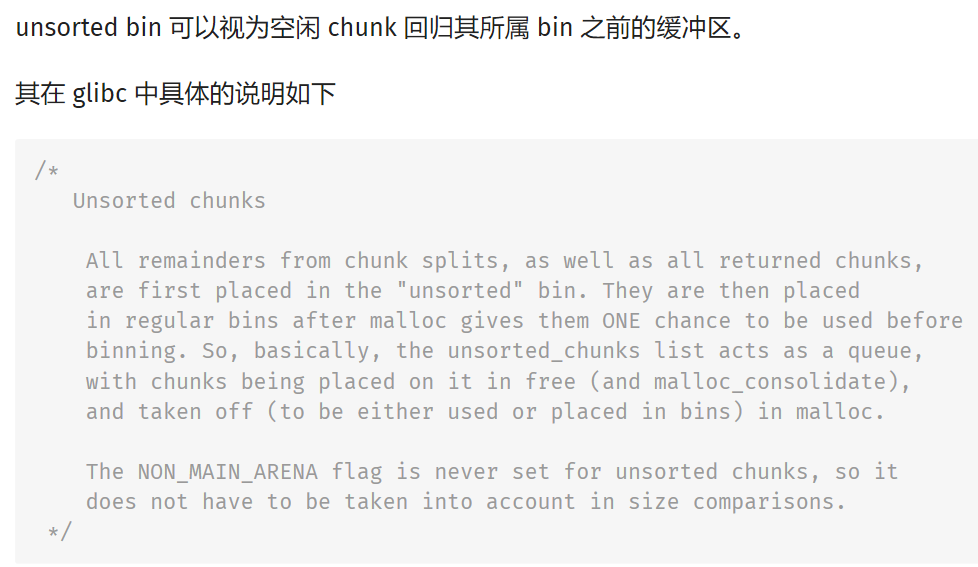 unsorted bin 可以视为空闲 chunk 回归其所属 bin 之前的缓冲区。
其在 glibc 中具体的说明如下
/*
Unsorted chunks
All remainders from chunk splits, as well as all returned chunks,
are first placed in the "unsorted" bin. They are then placed
in regular bins after malloc gives them ONE chance to be used before
binning. So, basically, the unsorted_chunks list acts as a queue,
with chunks being placed on it in free (and malloc_consolidate),
and taken off (to be either used or placed in bins) in malloc.
The NON_MAIN_ARENA flag is never set for unsorted chunks, so it
does not have to be taken into account in size comparisons.
*/